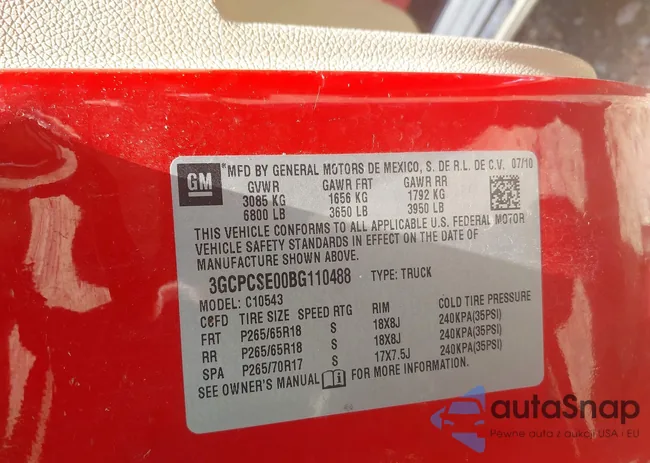 GM
MFD BY GENERAL MOTORS DE MEXICO, S. DE R.L. DE C.V. 07/10
GVWR GAWR FRT GAWR RR
3085 KG 1656 KG 1792 KG
6800 LB 3650 LB 3950 LB
THIS VEHICLE CONFORMS TO ALL APPLICABLE U.S. FEDERAL MOTOR
VEHICLE SAFETY STANDARDS IN EFFECT ON THE DATE OF
MANUFACTURE SHOWN ABOVE.
3GCPCSE00BG110488 TYPE: TRUCK
MODEL: C10543
CCFD TIRE SIZE SPEED RTG RIM COLD TIRE PRESSURE
FRT P265/65R18 S 18X8J 240KPA(35PSI)
RR P265/65R18 S 18X8J 240KPA(35PSI)
SPA P265/70R17 S 17X7.5J 240KPA(35PSI)
SEE OWNER'S MANUAL FOR MORE INFORMATION.
autaSnap
Pewne auta z aukcji USA i EU